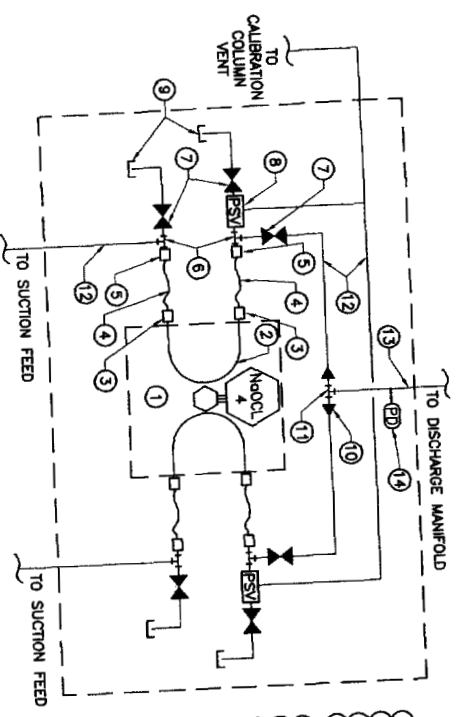 TO
CALIBRATION
COLUMN
VENT
9
7
8
7
PSV
5
6
5
12
4
12
4
3
3
2
1
NaOCL
4
13
TO DISCHARGE MANIFOLD
PD
14
11
10
PSV
TO SUCTION FEED
TO SUCTION FEED